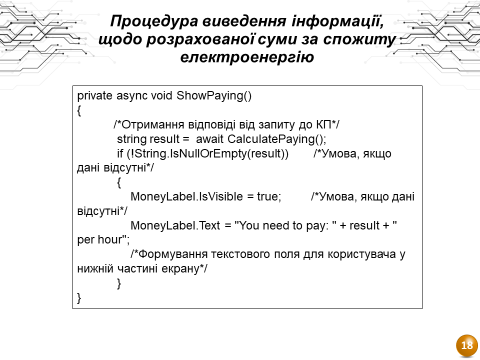 Процедура виведення інформації,
щодо розрахованої суми за спожиту
електроенергію
private async void ShowPaying()
{
/*Отримання відповіді від запиту до КП*/
string result = await CalculatePaying();
if (!String.IsNullOrEmpty(result)) /*Умова, якщо
дані відсутні*/
{
MoneyLabel.IsVisible = true; /*Умова, якщо дані
відсутні*/
MoneyLabel.Text = "You need to pay: " + result + "
per hour";
/*Формування текстового поля для користувача у
нижній частині екрану*/
}
}
18